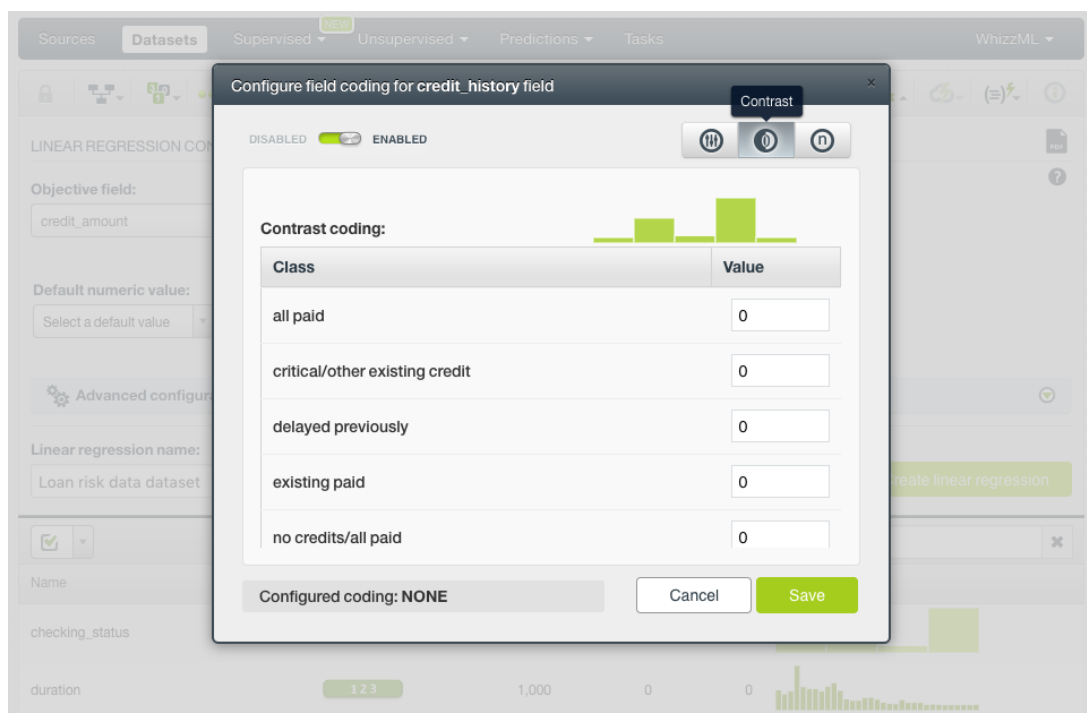 NEW
Sources Datasets Supervised Unsupervised Predictions Tasks WhizzML
Configure field coding for credit_history field ×
Contrast
LINEAR REGRESSION CON
DISABLED ENABLED
PDF
Objective field:
credit_amount
Contrast coding:
Class Value
Default numeric value:
all paid 0
Select a default value
critical/other existing credit 0
Advanced configur
delayed previously 0
Linear regression name:
existing paid 0
Loan risk data dataset
reate linear regression
no credits/all paid 0
Name
Configured coding: NONE Cancel Save
checking_status
duration 123 1,000 0 0